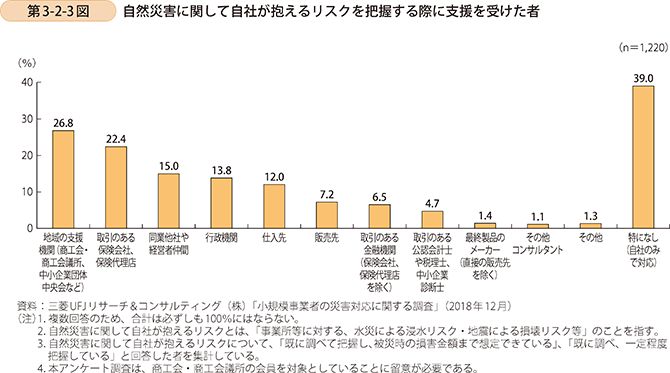 第3-2-3図 自然災害に関して自社が抱えるリスクを把握する際に支援を受けた者
(n=1,220)
(%)
40
30
20
10
0
26.8
22.4
15.0
13.8
12.0
7.2
6.5
4.7
1.4
1.1
1.3
39.0
地域の支援
機関(商工会・
商工会議所、
中小企業団体
中央会など)
取引のある
保険会社、
保険代理店
同業他社や
経営者仲間
行政機関
仕入先
販売先
取引のある
金融機関
(保険会社、
保険代理店
を除く)
取引のある
公認会計士
や税理士、
中小企業
診断士
最終製品の
メーカー
(直接の販売先
を除く)
その他
コンサルタント
その他
特になし
(自社のみ
で対応)
資料:三菱UFJリサーチ&コンサルティング(株)「小規模事業者の災害対応に関する調査」(2018年12月)
(注)1. 複数回答のため、合計は必ずしも100%にはならない。
2. 自然災害に関して自社が抱えるリスクとは、「事業所等に対する、水災による浸水リスク・地震による損壊リスク等」のことを指す。
3. 自然災害に関して自社が抱えるリスクについて、「既に調べて把握し、被災時の損害金額まで想定できている」、「既に調べ、一定程度
把握している」と回答した者を集計している。
4. 本アンケート調査は、商工会・商工会議所の会員を対象としていることに留意が必要である。